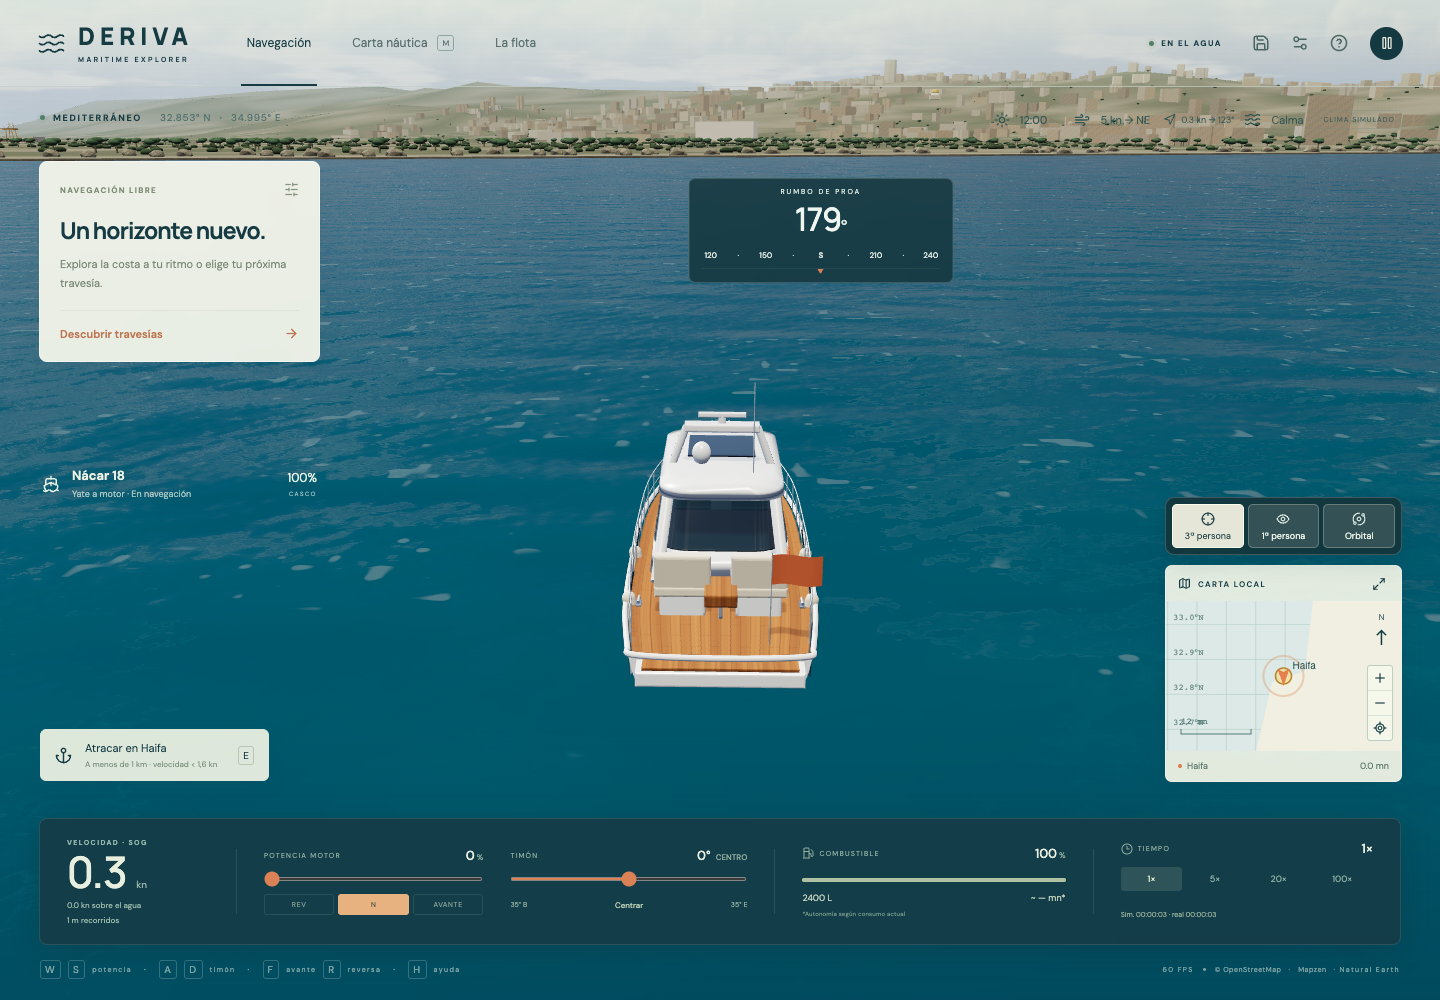 DERIVA
MARITIME EXPLORER
Navegación
Carta náutica M
La flota
EN EL AGUA
MEDITERRÁNEO 32.853° N · 34.995° E
12:00
5 kn → NE
0.3 kn → 123°
Calma
CLIMA SIMULADO
NAVEGACIÓN LIBRE
Un horizonte nuevo.
Explora la costa a tu ritmo o elige tu próxima
travesía.
Descubrir travesías
RUMBO DE PROA
179°
120 · 150 · S · 210 · 240
Nácar 18
Yate a motor · En navegación
100%
CASCO
3ª persona
1ª persona
Orbital
CARTA LOCAL
33.0°N
32.9°N
32.8°N
N
Haifa
Haifa
0.0 mn
Atracar en Haifa
A menos de 1 km · velocidad < 1,6 kn
E
VELOCIDAD · SOG
0.3 kn
0.0 kn sobre el agua
1 m recorridos
POTENCIA MOTOR 0 %
REV N AVANTE
TIMÓN 0° CENTRO
35° B Centrar 35° E
COMBUSTIBLE 100 %
2400 L ~ — mn*
*Autonomía según consumo actual
TIEMPO 1×
1× 5× 20× 100×
Sim. 00:00:03 · real 00:00:03
W S potencia · A D timón · F avante R reversa · H ayuda
60 FPS • © OpenStreetMap · Mapzen · Natural Earth